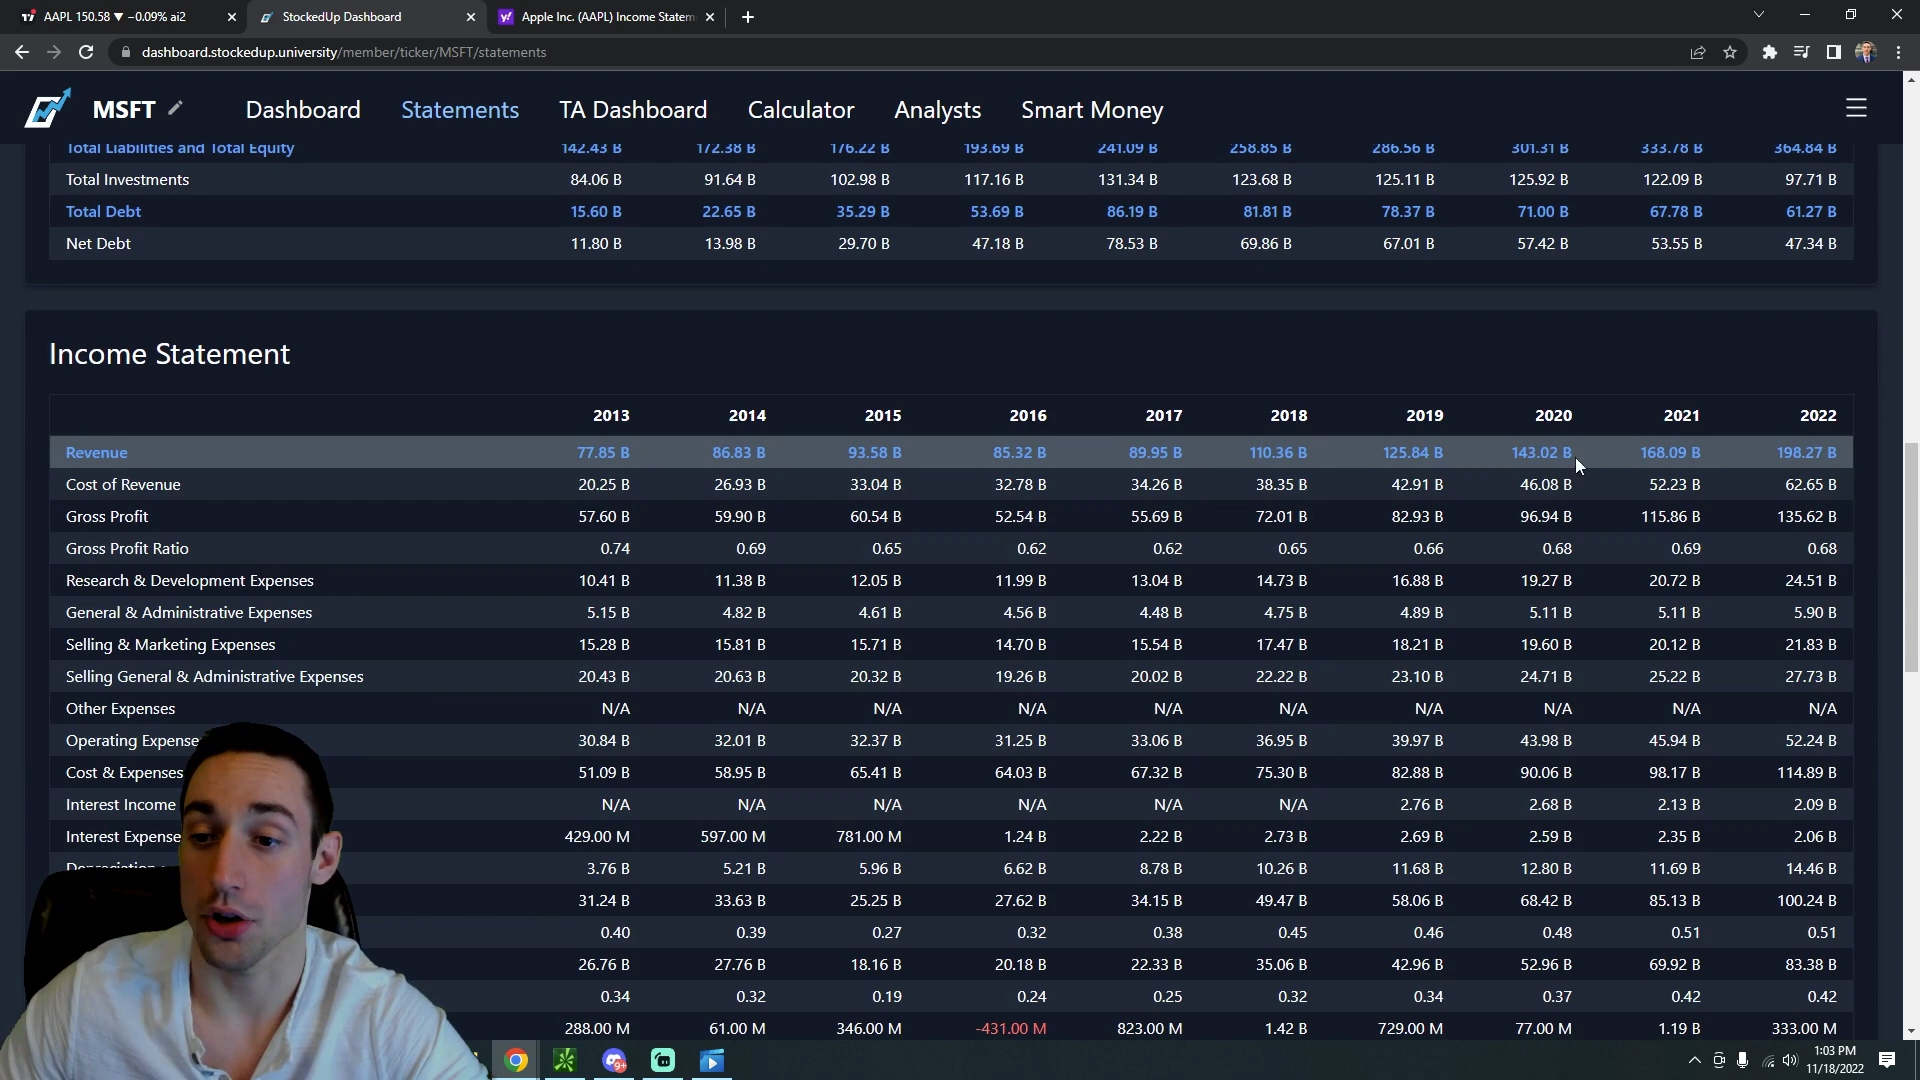 AAPL 150.58 ▼ −0.09% ai2
StockedUp Dashboard
Apple Inc. (AAPL) Income Statem
dashboard.stockedup.university/member/ticker/MSFT/statements
MSFT Dashboard Statements TA Dashboard Calculator Analysts Smart Money
Total Liabilities and Total Equity 142.43 B 172.38 B 176.22 B 193.69 B 241.09 B 258.85 B 286.56 B 301.31 B 333.78 B 364.84 B
Total Investments 84.06 B 91.64 B 102.98 B 117.16 B 131.34 B 123.68 B 125.11 B 125.92 B 122.09 B 97.71 B
Total Debt 15.60 B 22.65 B 35.29 B 53.69 B 86.19 B 81.81 B 78.37 B 71.00 B 67.78 B 61.27 B
Net Debt 11.80 B 13.98 B 29.70 B 47.18 B 78.53 B 69.86 B 67.01 B 57.42 B 53.55 B 47.34 B
Income Statement
2013 2014 2015 2016 2017 2018 2019 2020 2021 2022
Revenue 77.85 B 86.83 B 93.58 B 85.32 B 89.95 B 110.36 B 125.84 B 143.02 B 168.09 B 198.27 B
Cost of Revenue 20.25 B 26.93 B 33.04 B 32.78 B 34.26 B 38.35 B 42.91 B 46.08 B 52.23 B 62.65 B
Gross Profit 57.60 B 59.90 B 60.54 B 52.54 B 55.69 B 72.01 B 82.93 B 96.94 B 115.86 B 135.62 B
Gross Profit Ratio 0.74 0.69 0.65 0.62 0.62 0.65 0.66 0.68 0.69 0.68
Research & Development Expenses 10.41 B 11.38 B 12.05 B 11.99 B 13.04 B 14.73 B 16.88 B 19.27 B 20.72 B 24.51 B
General & Administrative Expenses 5.15 B 4.82 B 4.61 B 4.56 B 4.48 B 4.75 B 4.89 B 5.11 B 5.11 B 5.90 B
Selling & Marketing Expenses 15.28 B 15.81 B 15.71 B 14.70 B 15.54 B 17.47 B 18.21 B 19.60 B 20.12 B 21.83 B
Selling General & Administrative Expenses 20.43 B 20.63 B 20.32 B 19.26 B 20.02 B 22.22 B 23.10 B 24.71 B 25.22 B 27.73 B
Other Expenses N/A N/A N/A N/A N/A N/A N/A N/A N/A N/A
Operating Expense 30.84 B 32.01 B 32.37 B 31.25 B 33.06 B 36.95 B 39.97 B 43.98 B 45.94 B 52.24 B
Cost & Expenses 51.09 B 58.95 B 65.41 B 64.03 B 67.32 B 75.30 B 82.88 B 90.06 B 98.17 B 114.89 B
Interest Income N/A N/A N/A N/A N/A N/A 2.76 B 2.68 B 2.13 B 2.09 B
Interest Expense 429.00 M 597.00 M 781.00 M 1.24 B 2.22 B 2.73 B 2.69 B 2.59 B 2.35 B 2.06 B
Depreciation 3.76 B 5.21 B 5.96 B 6.62 B 8.78 B 10.26 B 11.68 B 12.80 B 11.69 B 14.46 B
31.24 B 33.63 B 25.25 B 27.62 B 34.15 B 49.47 B 58.06 B 68.42 B 85.13 B 100.24 B
0.40 0.39 0.27 0.32 0.38 0.45 0.46 0.48 0.51 0.51
26.76 B 27.76 B 18.16 B 20.18 B 22.33 B 35.06 B 42.96 B 52.96 B 69.92 B 83.38 B
0.34 0.32 0.19 0.24 0.25 0.32 0.34 0.37 0.42 0.42
288.00 M 61.00 M 346.00 M -431.00 M 823.00 M 1.42 B 729.00 M 77.00 M 1.19 B 333.00 M
1:03 PM
11/18/2022